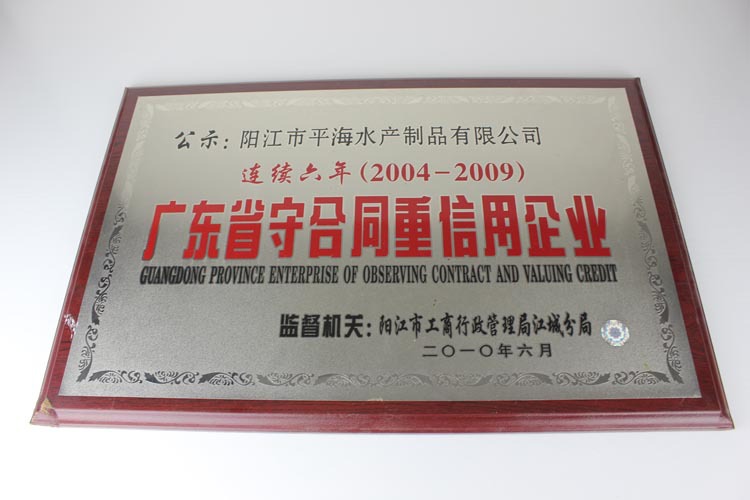 公示：阳江市平海水产制品有限公司
连续六年(2004-2009)
广东省守合同重信用企业
GUANGDONG PROVINCE ENTERPRISE OF OBSERVING CONTRACT AND VALUING CREDIT
监督机关：阳江市工商行政管理局江城分局
二〇一〇年六月